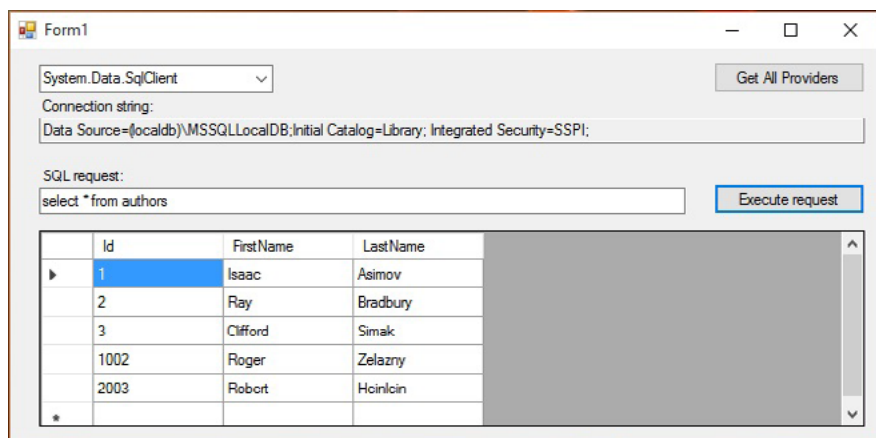 Form1
System.Data.SqlClient
Get All Providers
Connection string:
Data Source=(localdb)\MSSQLLocalDB;Initial Catalog=Library; Integrated Security=SSPI;
SQL request:
select * from authors
Execute request
Id FirstName LastName
1 Isaac Asimov
2 Ray Bradbury
3 Clifford Simak
1002 Roger Zelazny
2003 Robert Heinlein
*